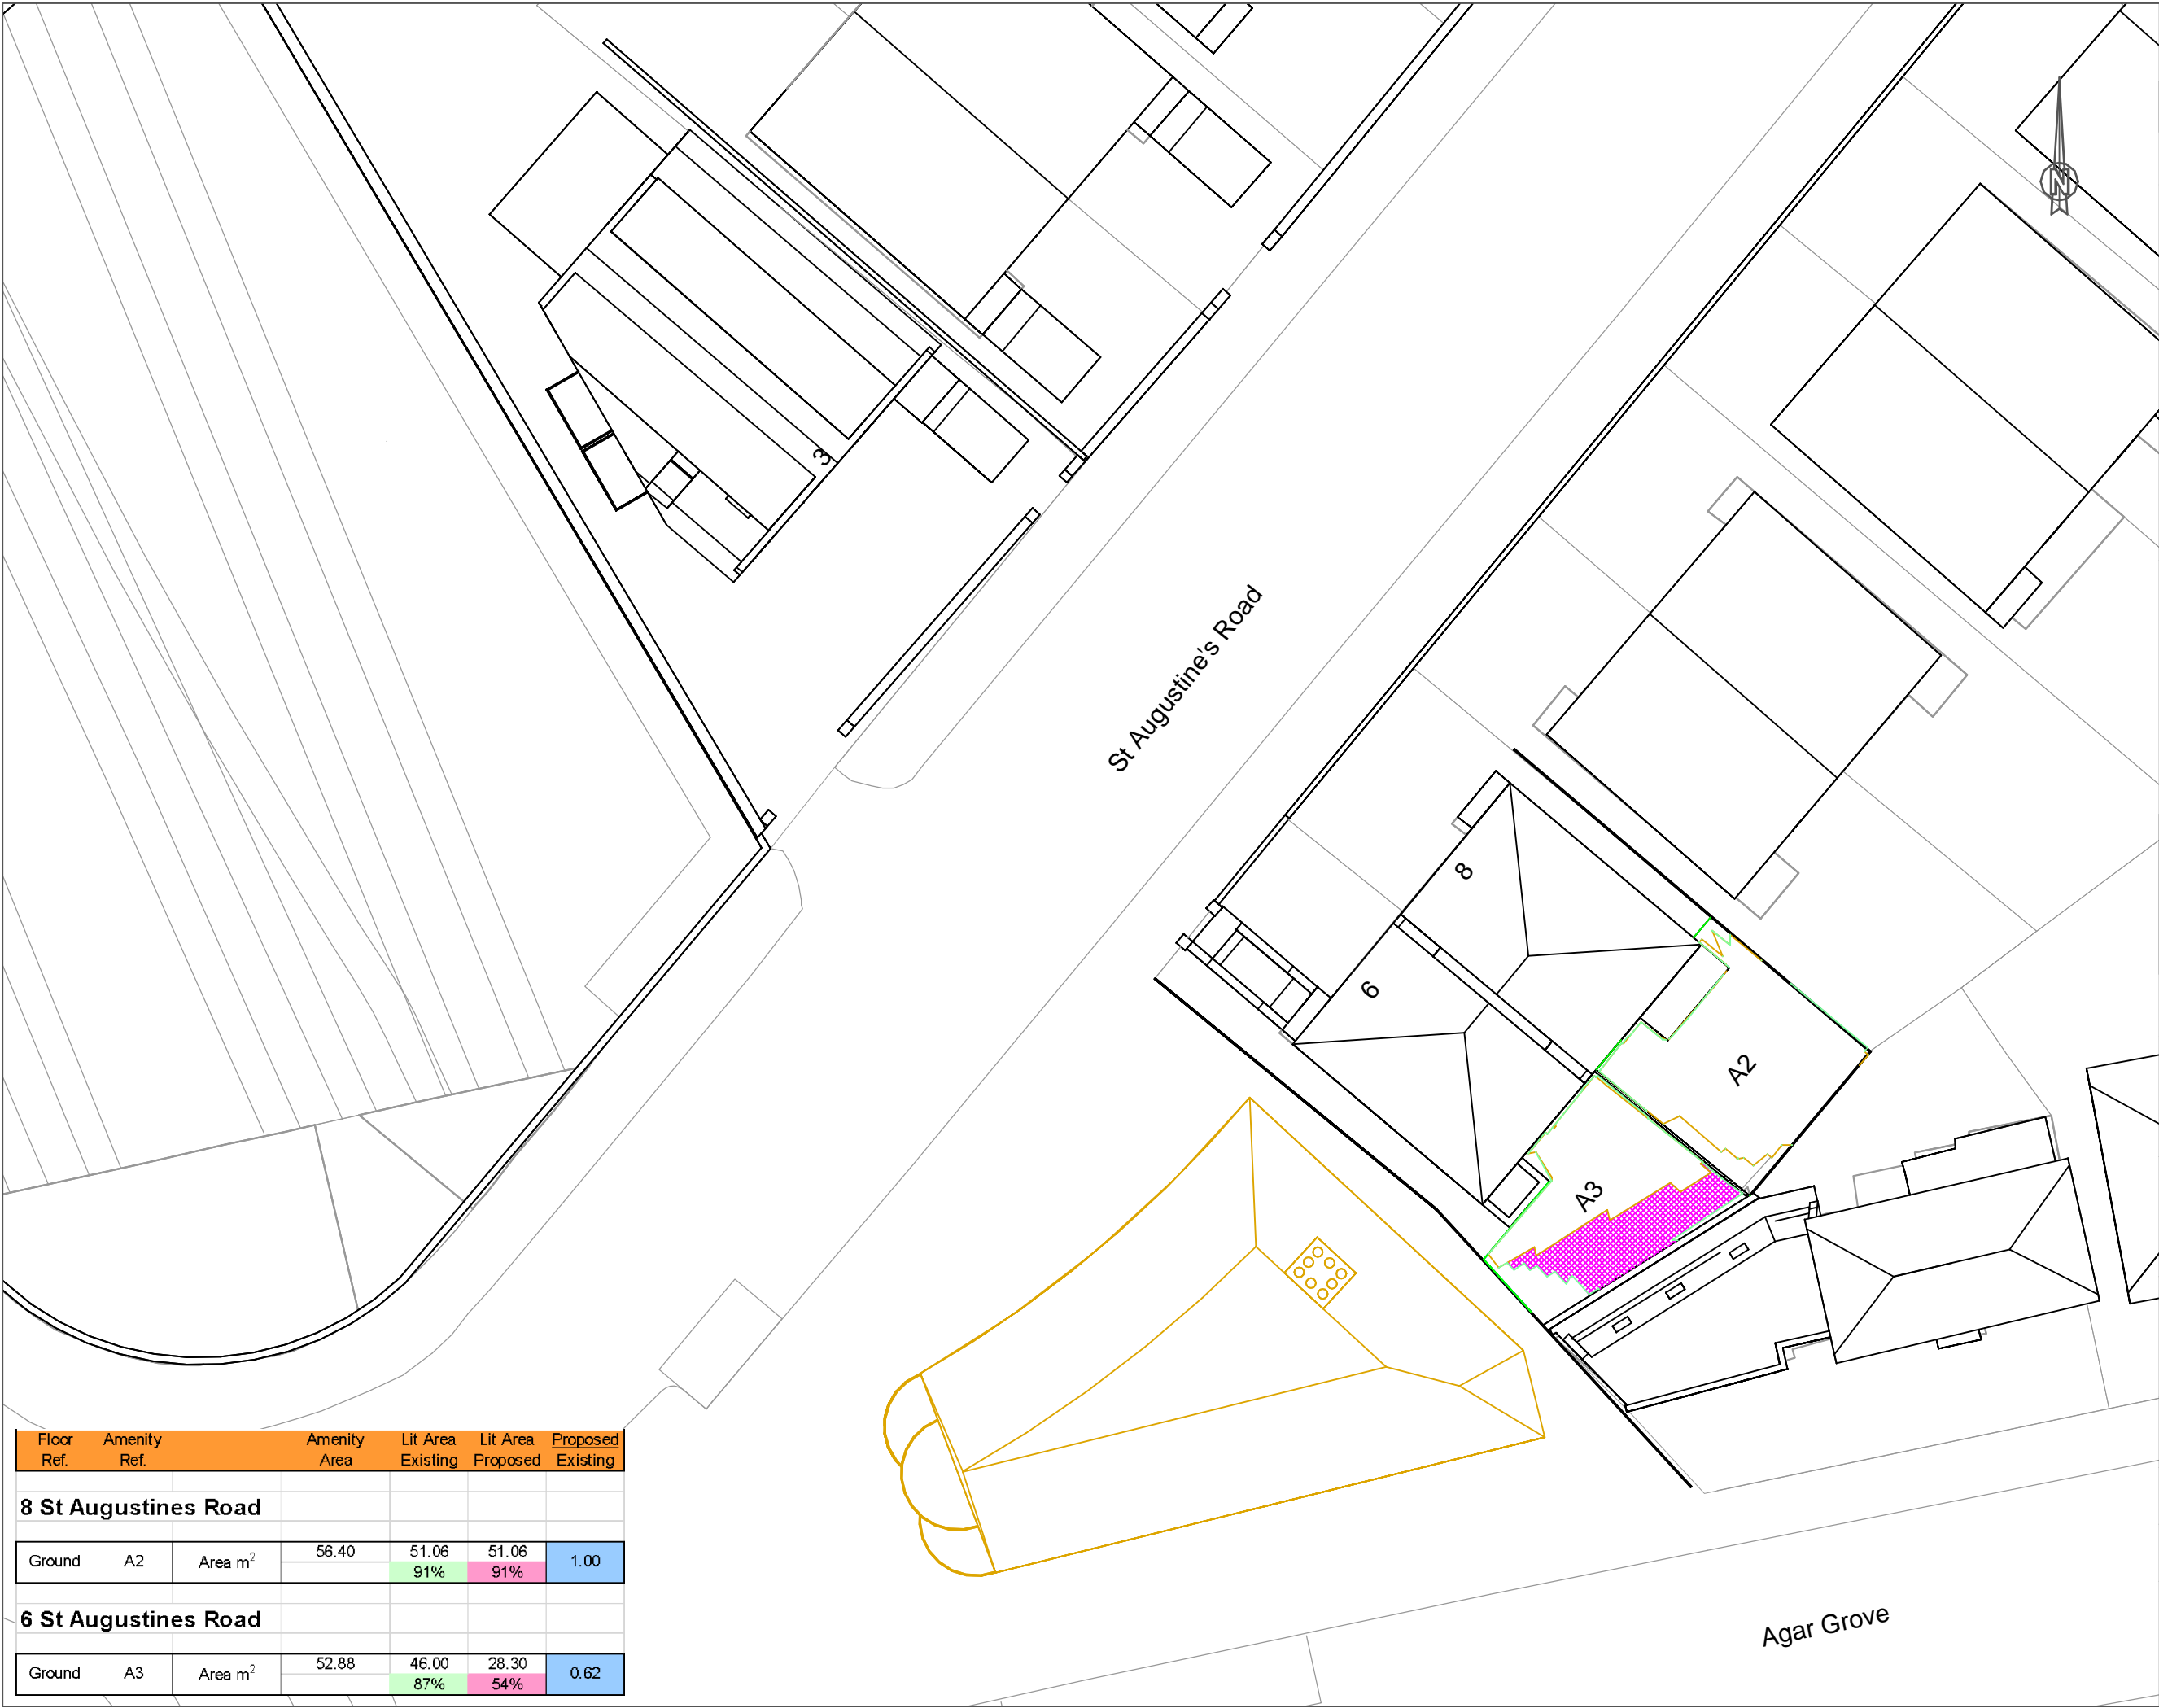 N
3
St Augustine's Road
8
6
A2
A3
Agar Grove
Floor Ref. Amenity Ref. Amenity Area Lit Area Existing Lit Area Proposed Proposed Existing
8 St Augustines Road
Ground A2 Area m² 56.40 51.06 51.06 1.00
91% 91%
6 St Augustines Road
Ground A3 Area m² 52.88 46.00 28.30 0.62
87% 54%